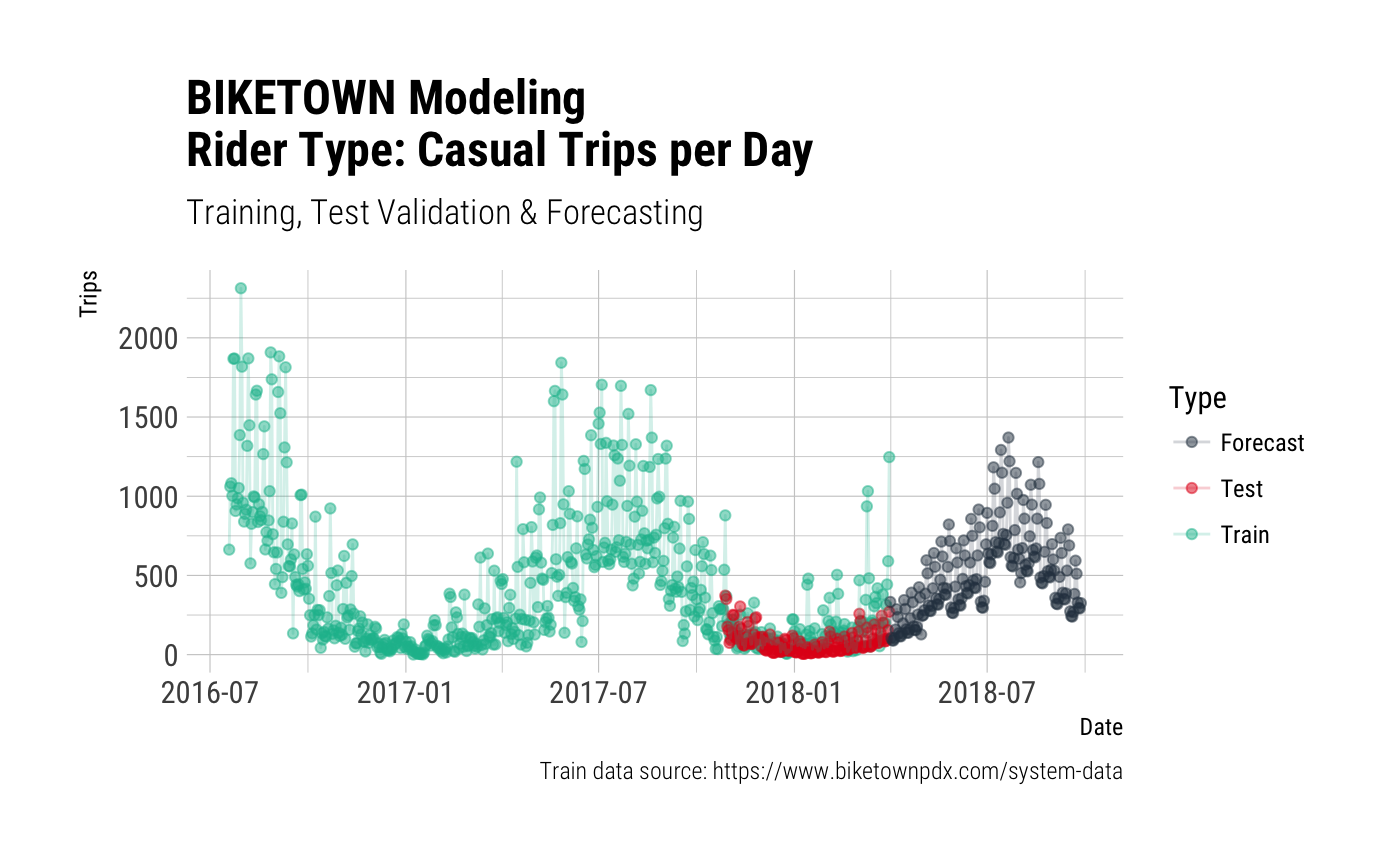 BIKETOWN Modeling
Rider Type: Casual Trips per Day
Training, Test Validation & Forecasting
Trips
2000
1500
1000
500
0
2016-07 2017-01 2017-07 2018-01 2018-07
Date
Train data source: https://www.biketownpdx.com/system-data
Type
Forecast
Test
Train